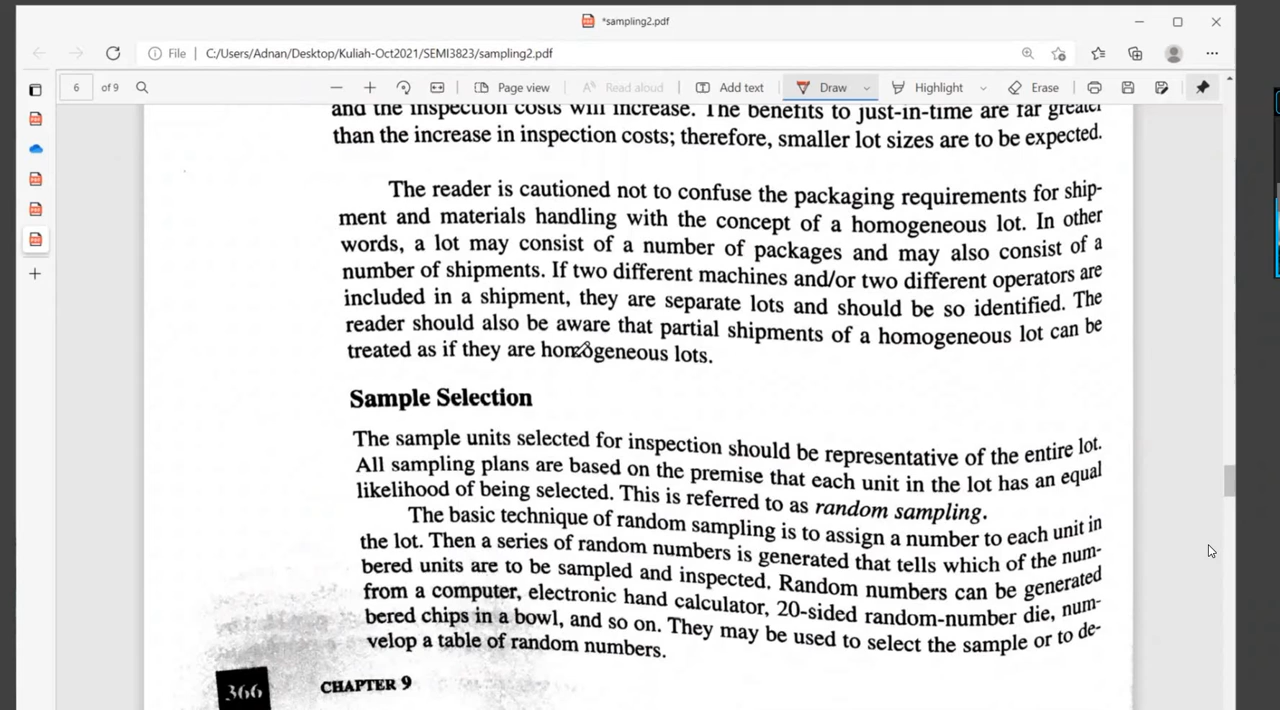 *sampling2.pdf
File C:/Users/Adnan/Desktop/Kuliah-Oct2021/SEMI3823/sampling2.pdf
6 of 9 Page view Read aloud Add text Draw Highlight Erase
and the inspection costs will increase. The benefits to just-in-time are far greater
than the increase in inspection costs; therefore, smaller lot sizes are to be expected.
The reader is cautioned not to confuse the packaging requirements for ship-
ment and materials handling with the concept of a homogeneous lot. In other
words, a lot may consist of a number of packages and may also consist of a
number of shipments. If two different machines and/or two different operators are
included in a shipment, they are separate lots and should be so identified. The
reader should also be aware that partial shipments of a homogeneous lot can be
treated as if they are homogeneous lots.
Sample Selection
The sample units selected for inspection should be representative of the entire lot.
All sampling plans are based on the premise that each unit in the lot has an equal
likelihood of being selected. This is referred to as random sampling.
The basic technique of random sampling is to assign a number to each unit in
the lot. Then a series of random numbers is generated that tells which of the num-
bered units are to be sampled and inspected. Random numbers can be generated
from a computer, electronic hand calculator, 20-sided random-number die, num-
bered chips in a bowl, and so on. They may be used to select the sample or to de-
velop a table of random numbers.
366 CHAPTER 9